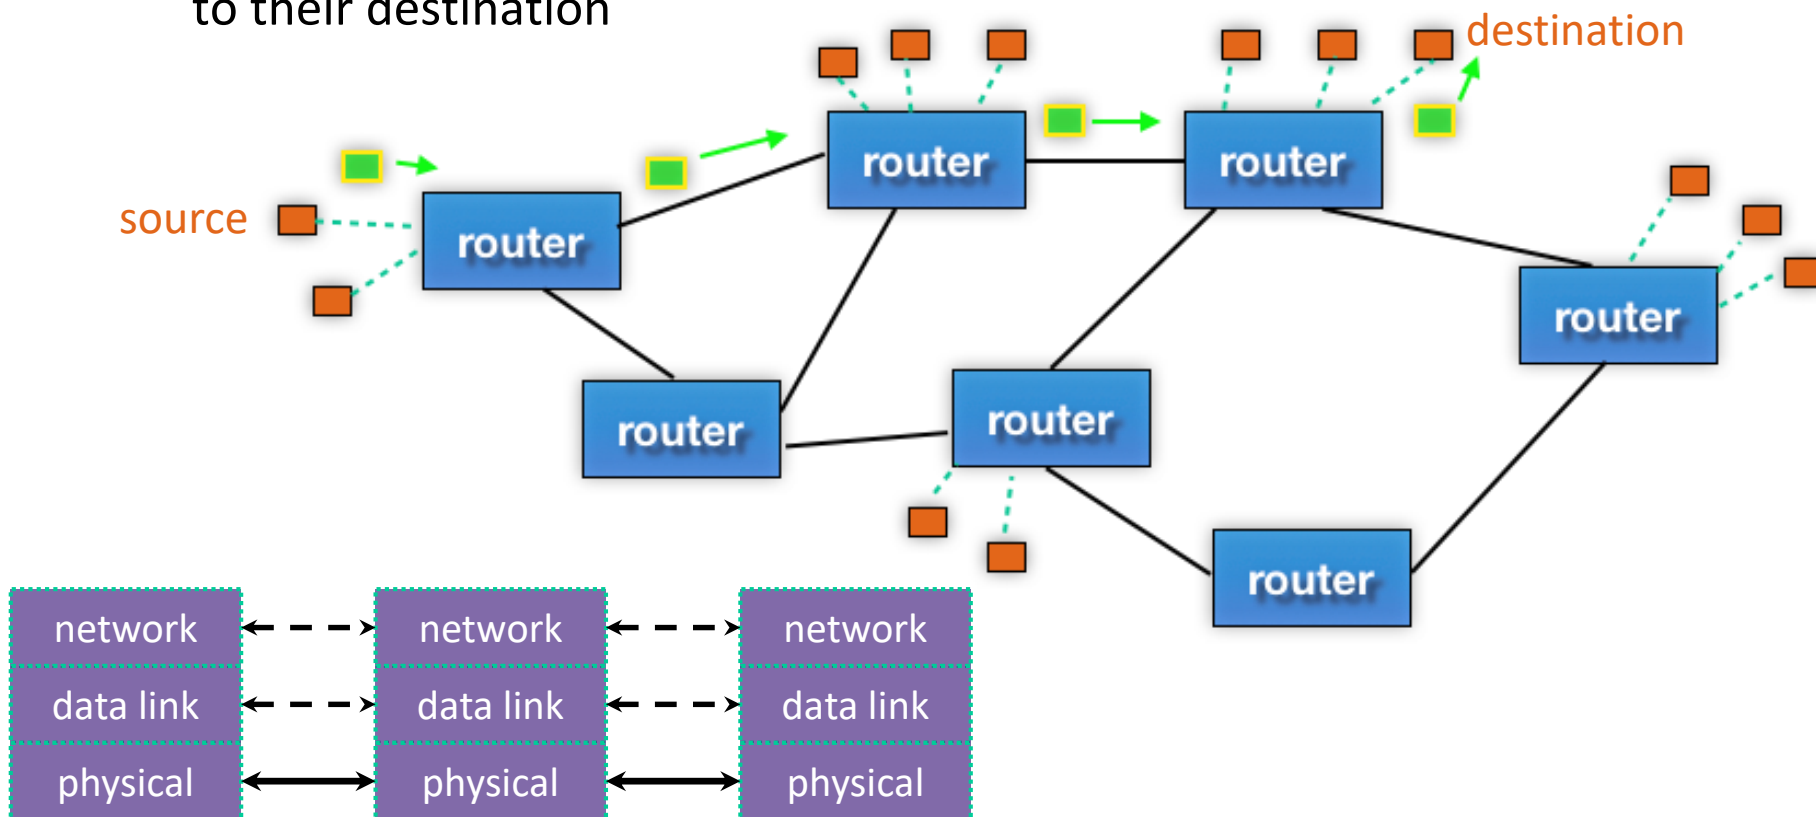 to their destination
destination
router
router
source
router
router
router
router
router
network network network
data link data link data link
physical physical physical